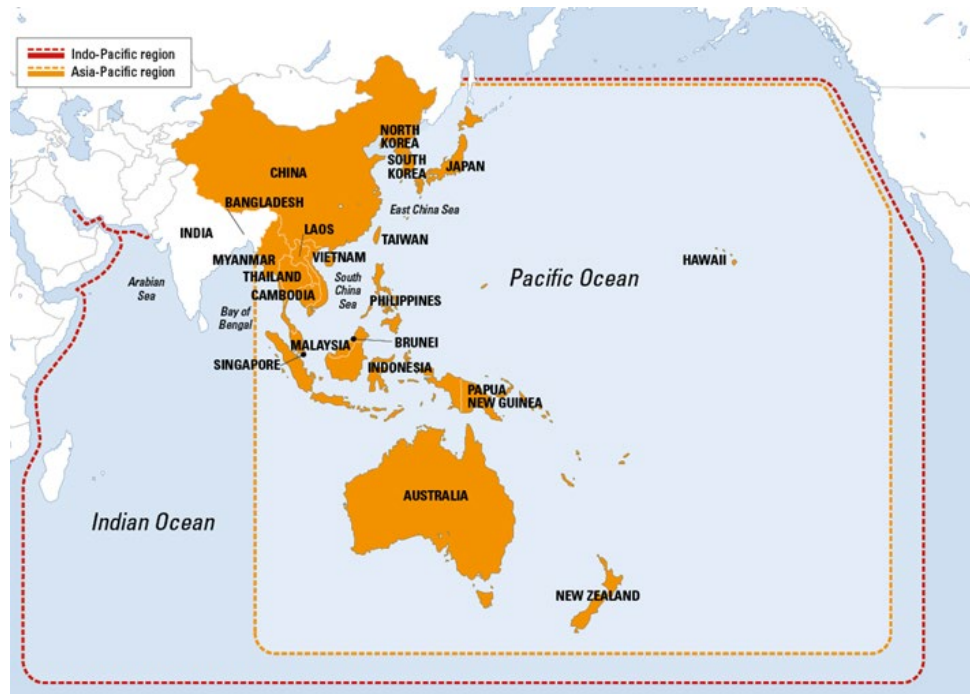 Indo-Pacific region
Asia-Pacific region
NORTH
KOREA
SOUTH
KOREA
JAPAN
CHINA
BANGLADESH
East China Sea
INDIA
LAOS
TAIWAN
MYANMAR
VIETNAM
HAWAII
THAILAND
Arabian
Sea
South
China
Sea
Pacific Ocean
CAMBODIA
PHILIPPINES
Bay of
Bengal
MALAYSIA
BRUNEI
SINGAPORE
INDONESIA
PAPUA
NEW GUINEA
AUSTRALIA
Indian Ocean
NEW ZEALAND